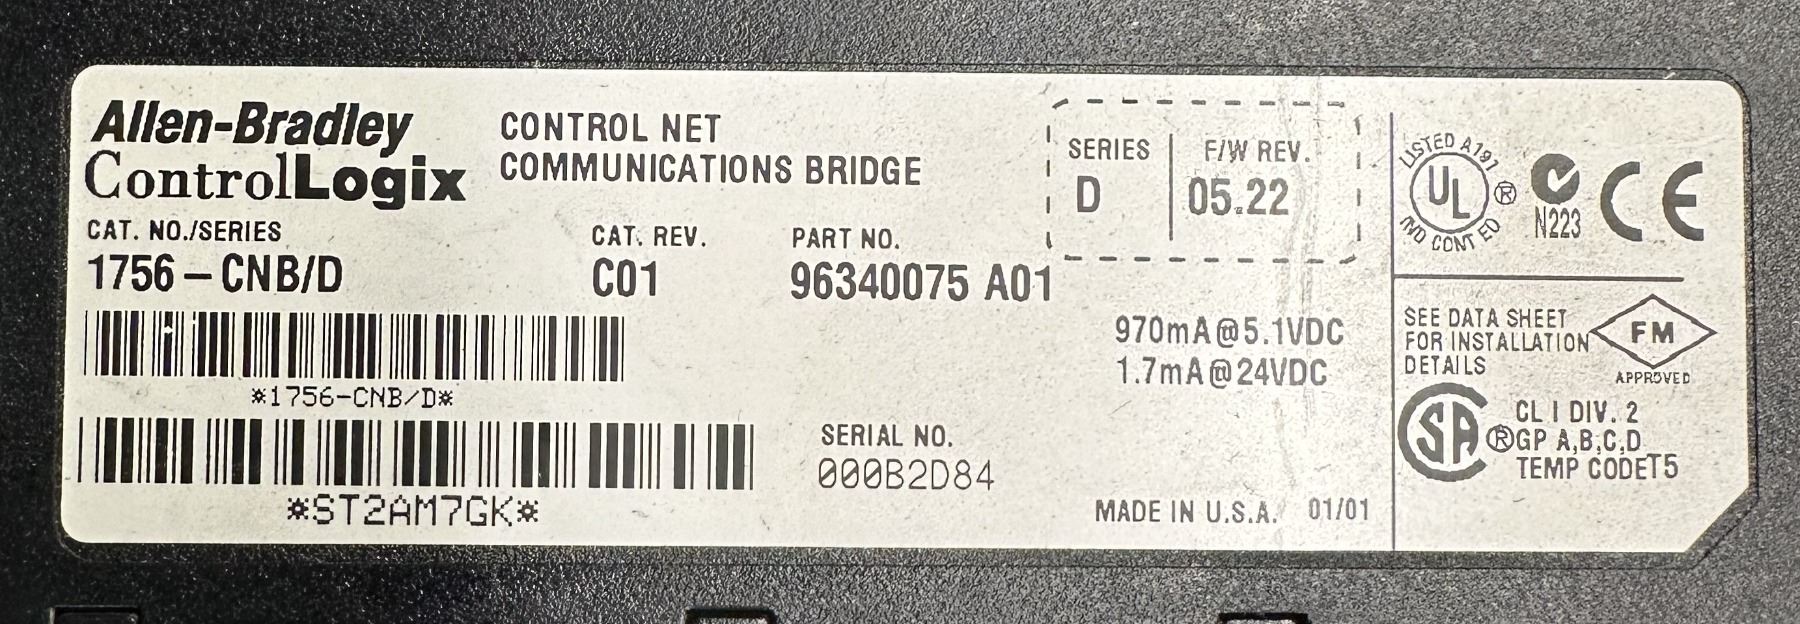 Allen-Bradley
ControlLogix
CONTROL NET
COMMUNICATIONS BRIDGE
SERIES
D
F/W REV.
05.22
CAT. NO./SERIES
1756-CNB/D
CAT. REV.
C01
PART NO.
96340075 A01
*1756-CNB/D*
*ST2AM7GK*
SERIAL NO.
000B2D84
970mA@5.1VDC
1.7mA@24VDC
MADE IN U.S.A. 01/01
LISTED A197
UL ®
IND CONT EQ
N223
CE
SEE DATA SHEET
FOR INSTALLATION
DETAILS
FM
APPROVED
SA ®
CL I DIV. 2
GP A,B,C,D
TEMP CODET5